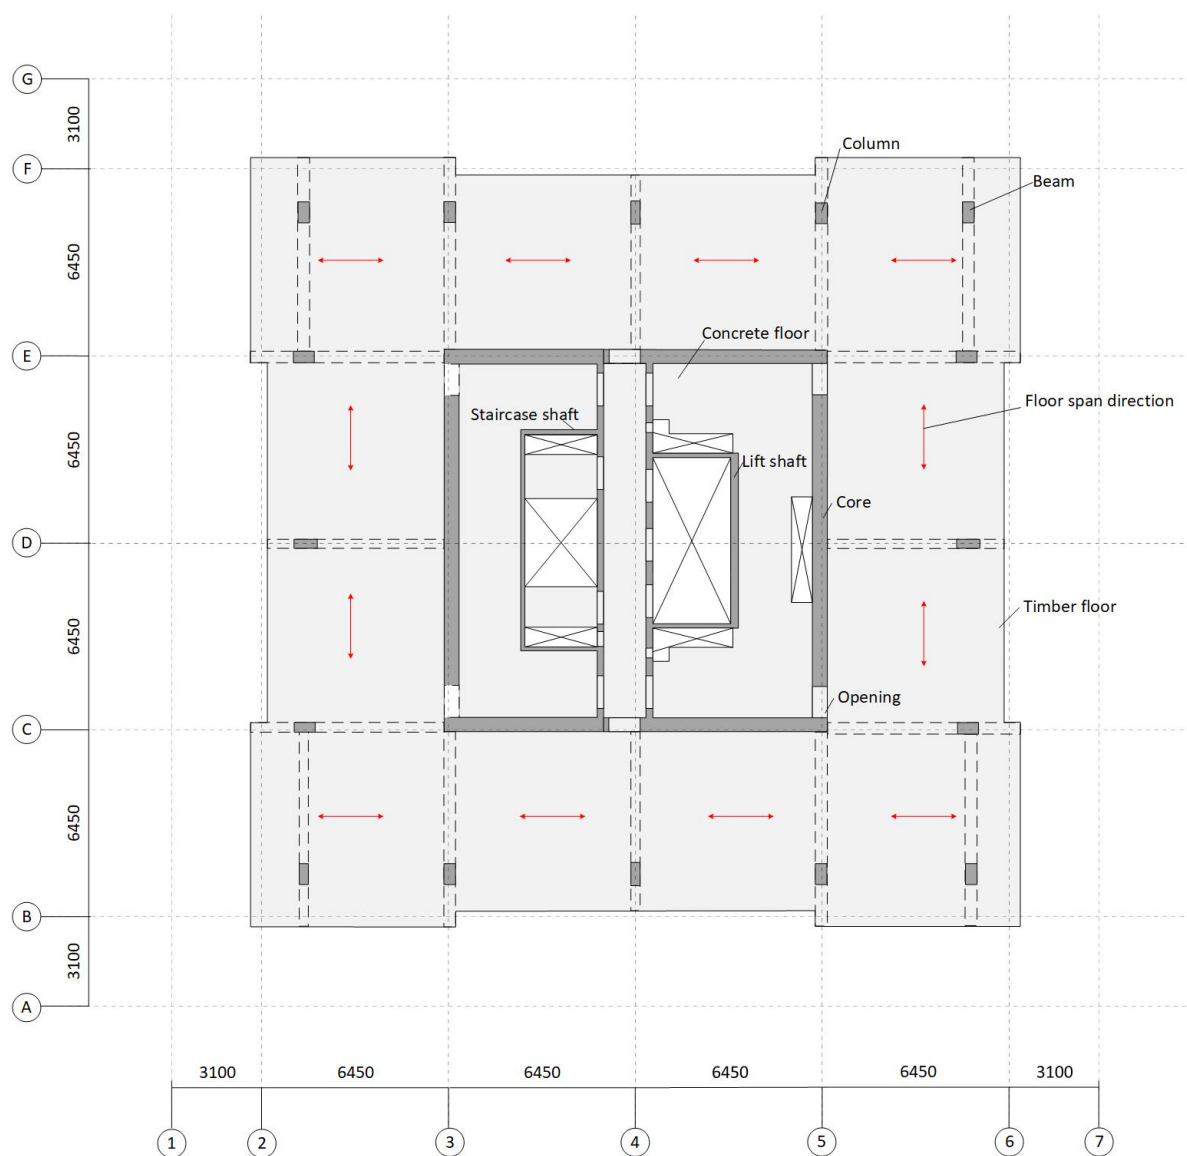 G
3100
F
Column
Beam
6450
E
Concrete floor
Floor span direction
Staircase shaft
6450
Lift shaft
Core
D
Timber floor
6450
Opening
C
6450
B
3100
A
3100
6450
6450
6450
6450
3100
1
2
3
4
5
6
7